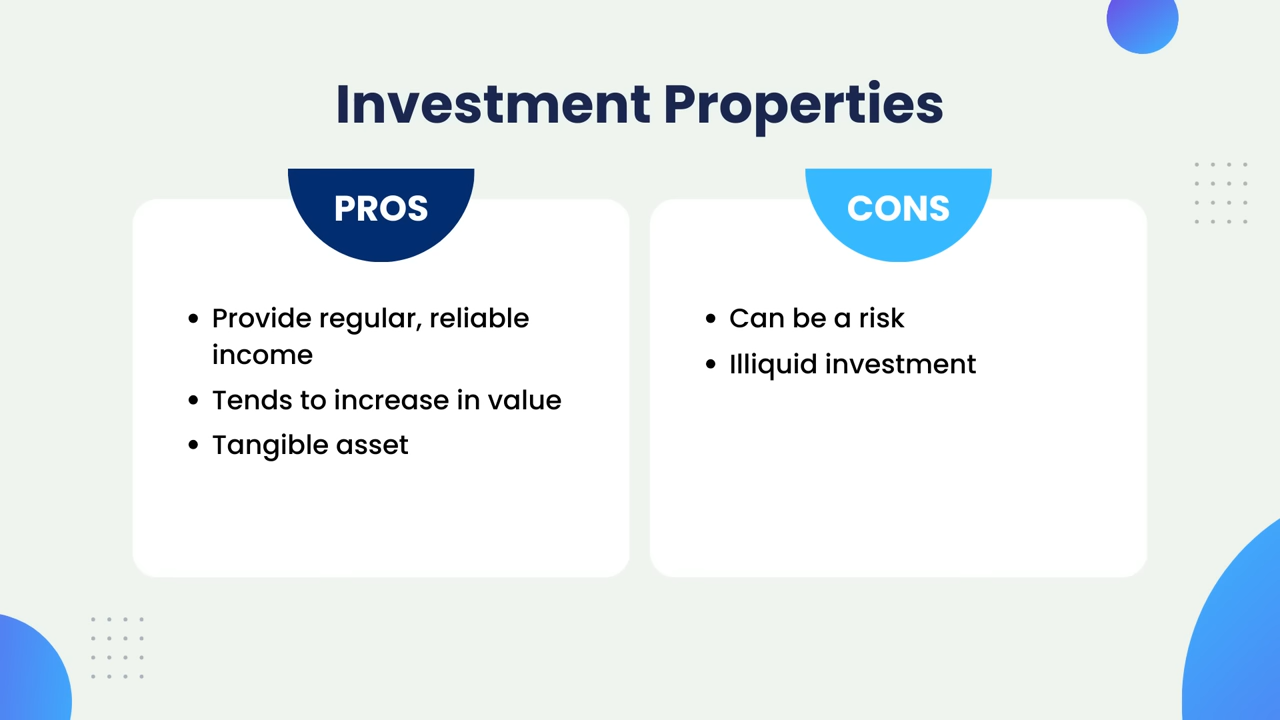 Investment Properties
PROS
• Provide regular, reliable
income
• Tends to increase in value
• Tangible asset
CONS
• Can be a risk
• Illiquid investment